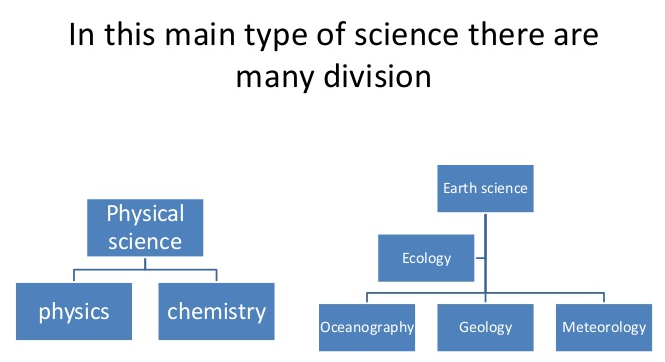 In this main type of science there are
many division
Physical
science
physics
chemistry
Earth science
Ecology
Oceanography
Geology
Meteorology